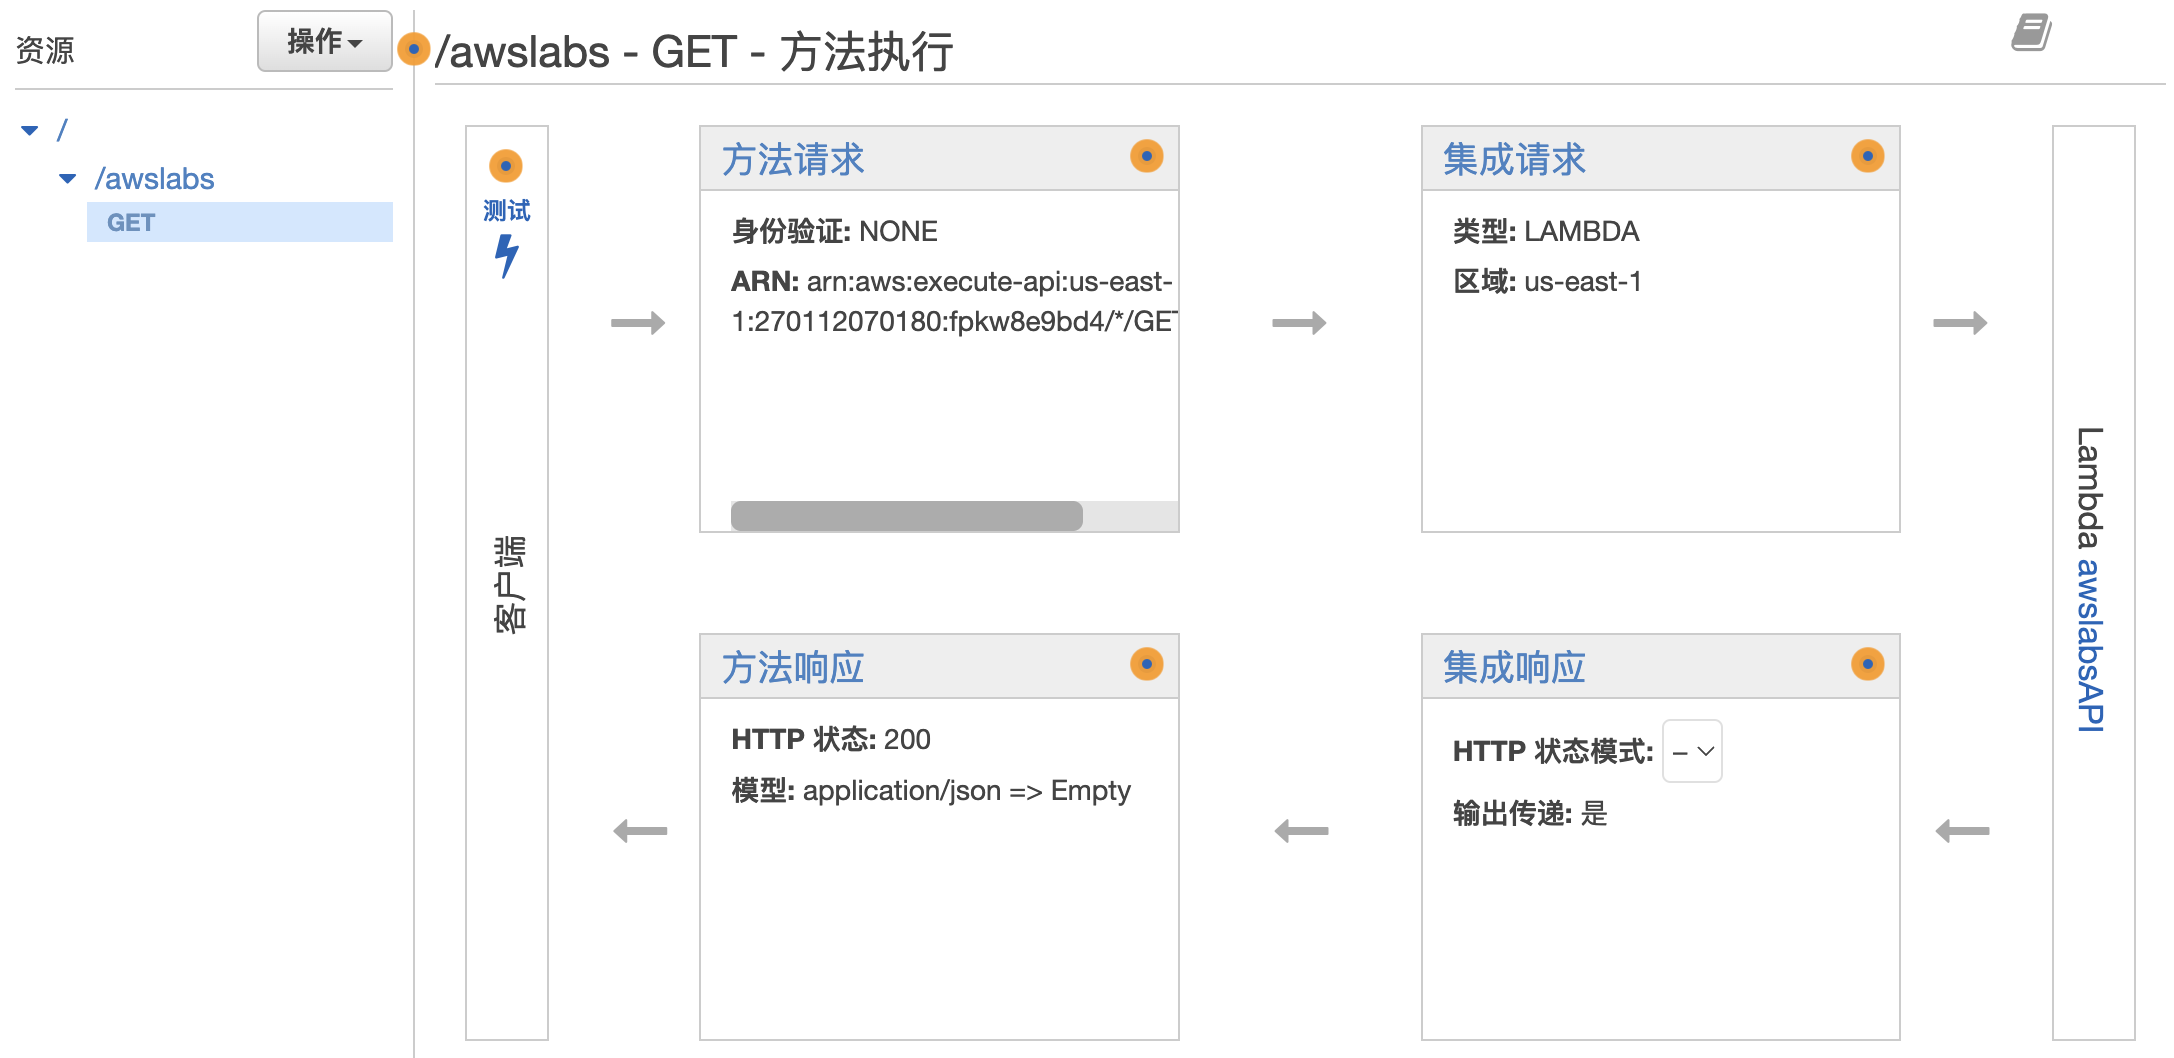 资源
操作
/
/awslabs
GET
/awslabs - GET - 方法执行
测试
客户端
方法请求
身份验证: NONE
ARN: arn:aws:execute-api:us-east-
1:270112070180:fpkw8e9bd4/*/GET
集成请求
类型: LAMBDA
区域: us-east-1
Lambda awslabsAPI
方法响应
HTTP 状态: 200
模型: application/json => Empty
集成响应
HTTP 状态模式: –
输出传递: 是